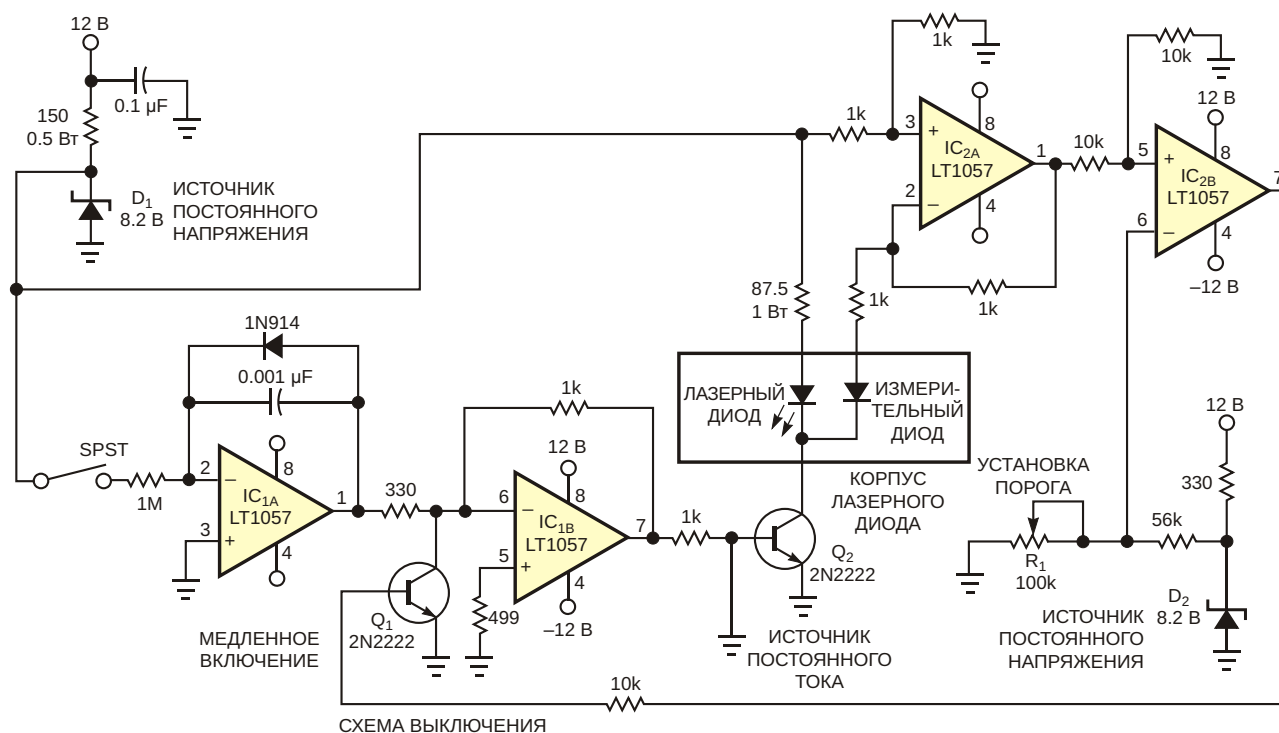 12 В
0.1 µF
150
0.5 Вт
D1
8.2 В
ИСТОЧНИК
ПОСТОЯННОГО
НАПРЯЖЕНИЯ
1k
1k
3
+
8
IC2A
LT1057
1
2
–
4
1k
10k
10k
12 В
5
+
8
IC2B
LT1057
7
6
–
4
–12 В
87.5
1 Вт
1k
ЛАЗЕРНЫЙ
ДИОД
ИЗМЕРИ-
ТЕЛЬНЫЙ
ДИОД
КОРПУС
ЛАЗЕРНОГО
ДИОДА
1N914
0.001 µF
SPST
1M
2
–
8
IC1A
LT1057
1
3
+
4
330
1k
12 В
6
–
8
IC1B
LT1057
7
5
+
4
–12 В
499
1k
Q1
2N2222
Q2
2N2222
МЕДЛЕННОЕ
ВКЛЮЧЕНИЕ
ИСТОЧНИК
ПОСТОЯННОГО
ТОКА
УСТАНОВКА
ПОРОГА
R1
100k
56k
12 В
330
D2
8.2 В
ИСТОЧНИК
ПОСТОЯННОГО
НАПРЯЖЕНИЯ
10k
СХЕМА ВЫКЛЮЧЕНИЯ